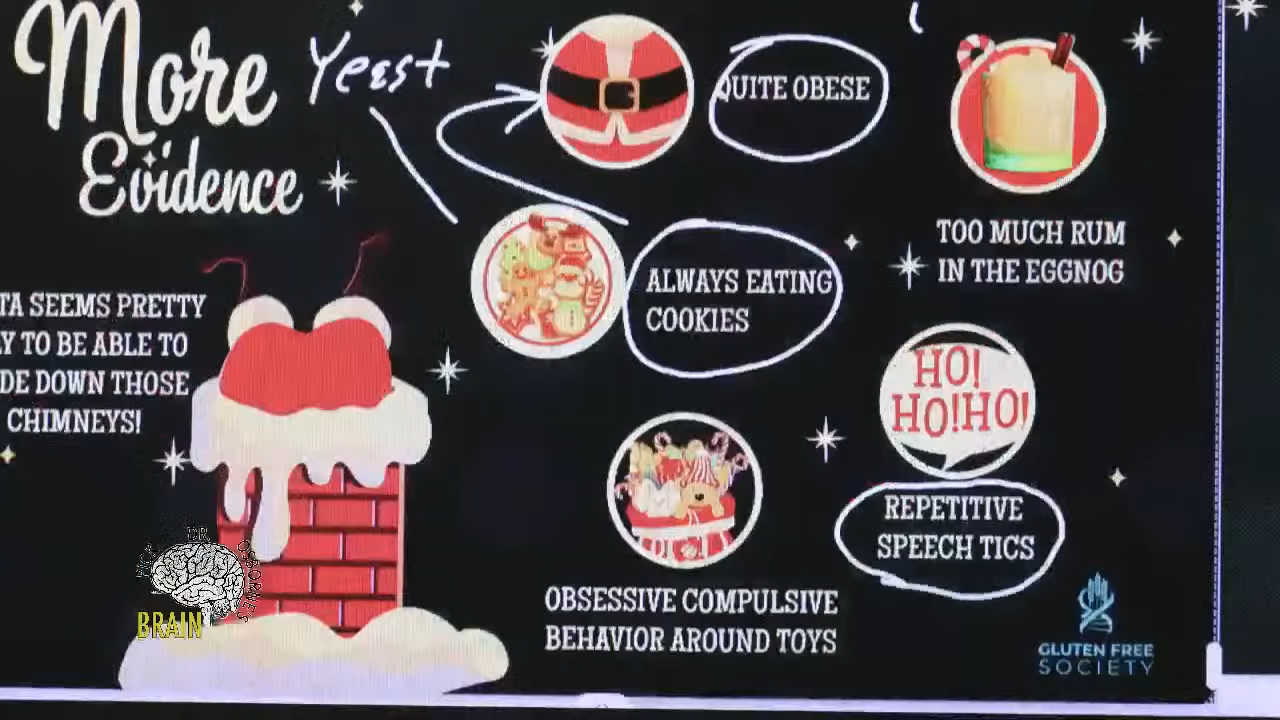 More
Evidence
Yeast
QUITE OBESE
TOO MUCH RUM
IN THE EGGNOG
ALWAYS EATING
COOKIES
TA SEEMS PRETTY
Y TO BE ABLE TO
DE DOWN THOSE
CHIMNEYS!
HO!
HO!HO!
REPETITIVE
SPEECH TICS
OBSESSIVE COMPULSIVE
BEHAVIOR AROUND TOYS
BRAIN
GLUTEN FREE
SOCIETY